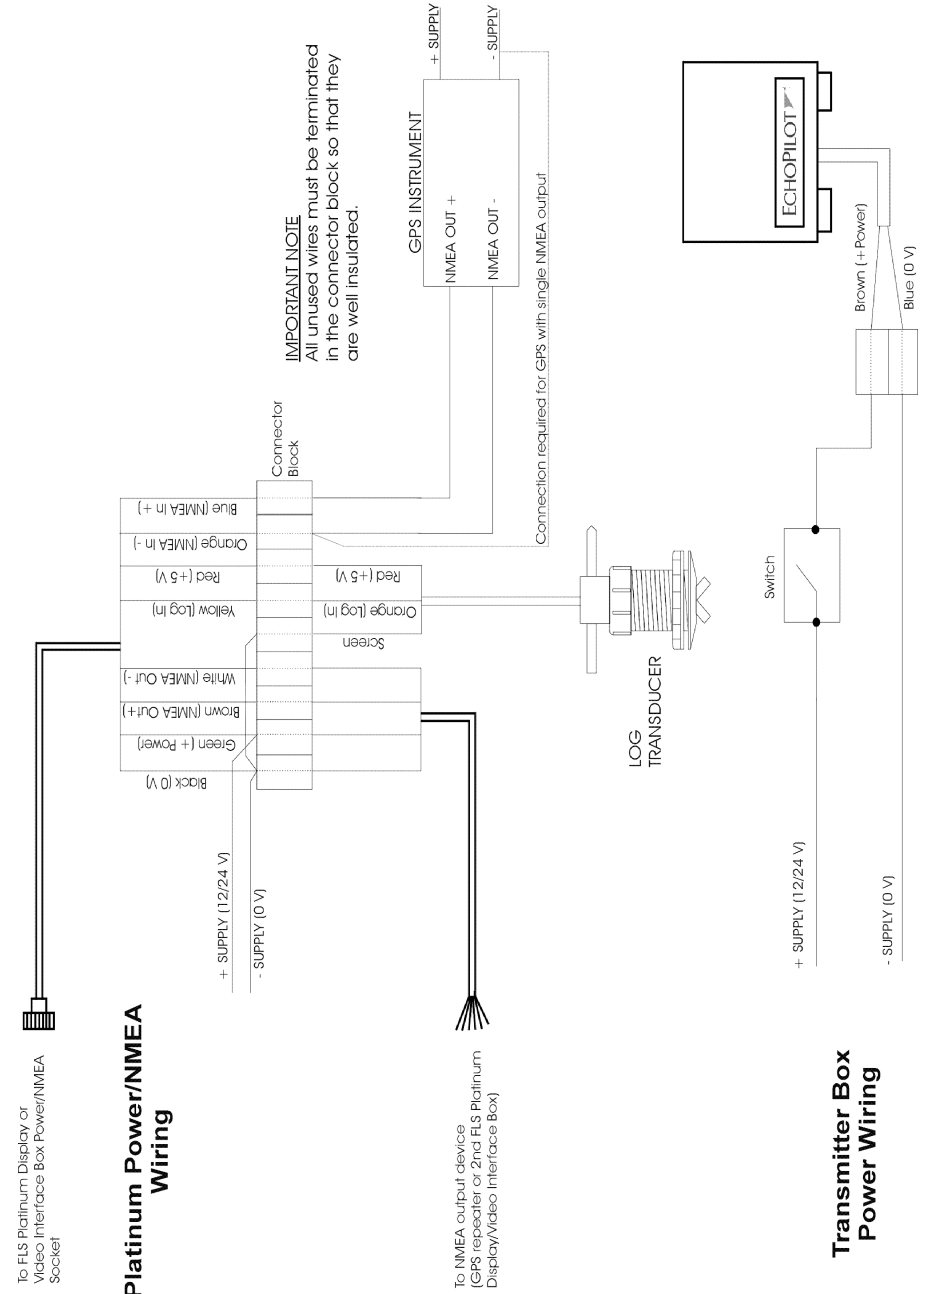 Platinum Power/NMEA
Wiring
To FLS Platinum Display or
Video Interface Box Power/NMEA
Socket
+ SUPPLY (12/24 V)
- SUPPLY (0 V)
Black (0 V)
Green (+ Power)
Brown (NMEA Out+)
White (NMEA Out -)
Yellow (Log In)
Red (+5 V)
Orange (NMEA In -)
Blue (NMEA In +)
Connector
Block
Screen
Orange (Log In)
Red (+5 V)
IMPORTANT NOTE
All unused wires must be terminated
in the connector block so that they
are well insulated.
GPS INSTRUMENT
NMEA OUT +
NMEA OUT -
+ SUPPLY
- SUPPLY
Connection required for GPS with single NMEA output
To NMEA output device
(GPS repeater or 2nd FLS Platinum
Display/Video Interface Box)
LOG
TRANSDUCER
Transmitter Box
Power Wiring
+ SUPPLY (12/24 V)
- SUPPLY (0 V)
Switch
Brown (+Power)
Blue (0 V)
ECHOPILOT